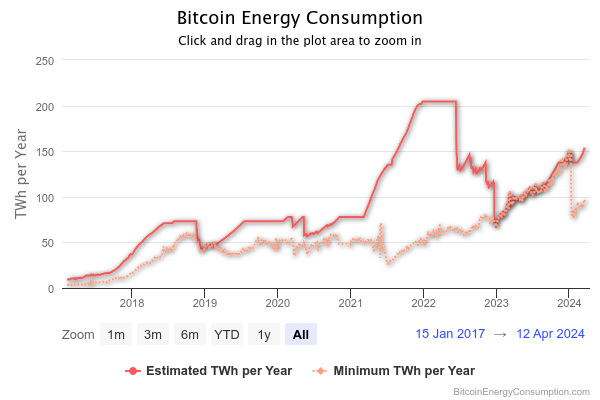 Bitcoin Energy Consumption
Click and drag in the plot area to zoom in
TWh per Year
250
200
150
100
50
0
2018 2019 2020 2021 2022 2023 2024
Zoom 1m 3m 6m YTD 1y All 15 Jan 2017 → 12 Apr 2024
Estimated TWh per Year Minimum TWh per Year
BitcoinEnergyConsumption.com